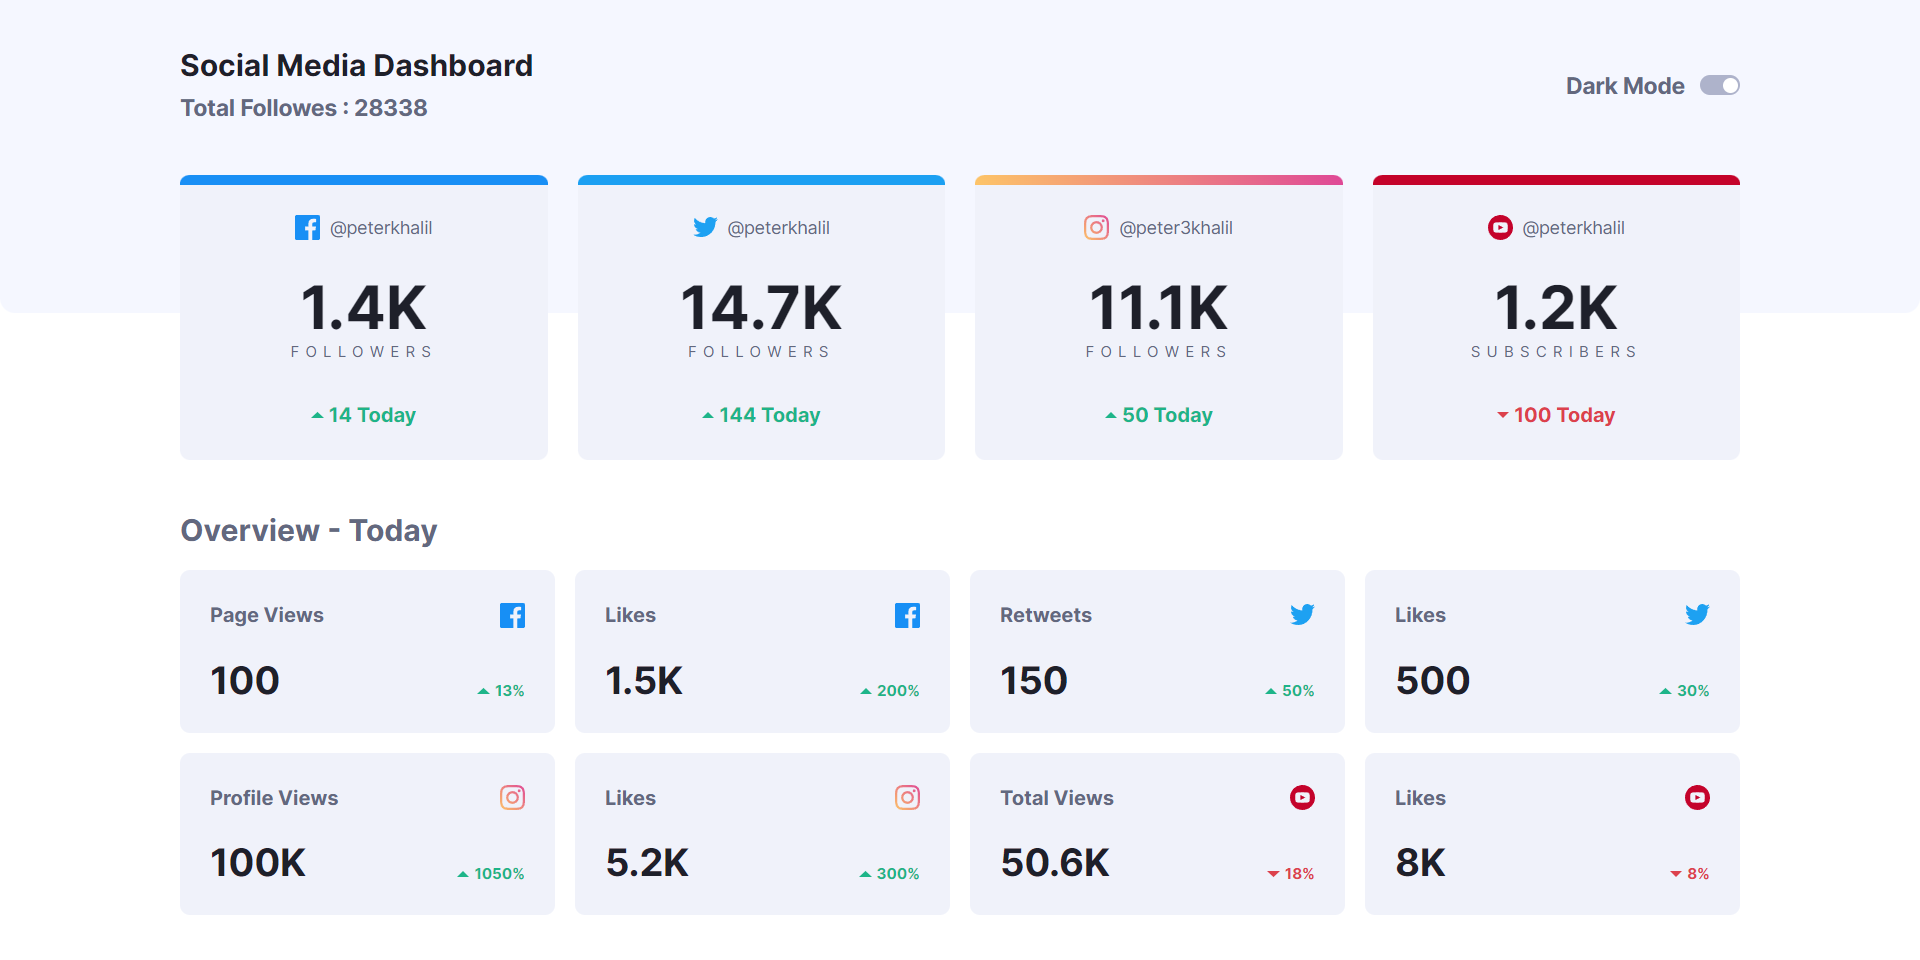 Social Media Dashboard
Total Followes : 28338
Dark Mode
@peterkhalil
1.4K
FOLLOWERS
14 Today
@peterkhalil
14.7K
FOLLOWERS
144 Today
@peter3khalil
11.1K
FOLLOWERS
50 Today
@peterkhalil
1.2K
SUBSCRIBERS
100 Today
Overview - Today
Page Views
100
13%
Likes
1.5K
200%
Retweets
150
50%
Likes
500
30%
Profile Views
100K
1050%
Likes
5.2K
300%
Total Views
50.6K
18%
Likes
8K
8%